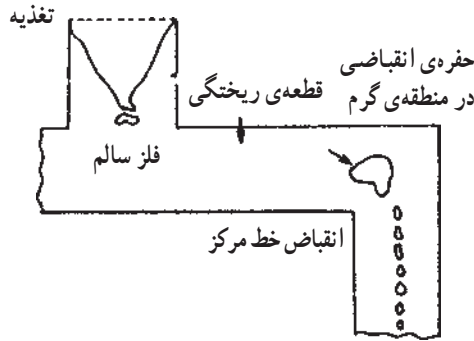 تغذیه
حفره‌ی انقباضی
در منطقه‌ی گرم
قطعه‌ی ریختگی
فلز سالم
انقباض خط مرکز